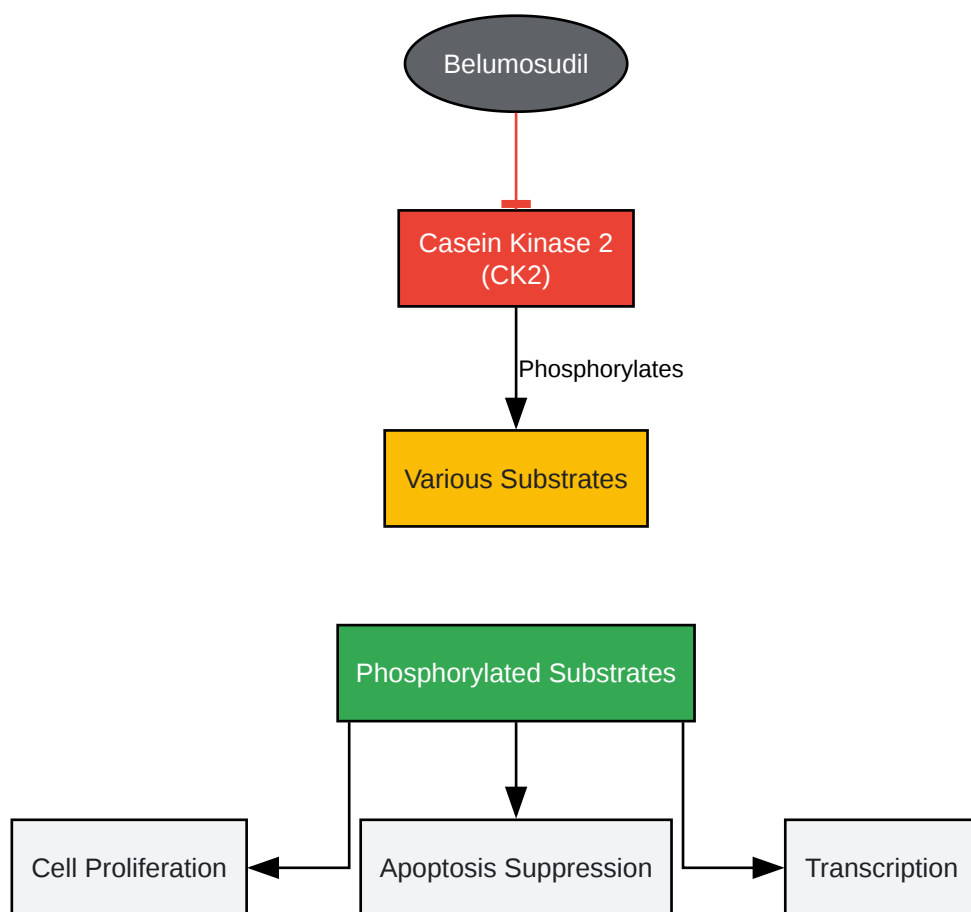 Belumosudil
Casein Kinase 2
(CK2)
Phosphorylates
Various Substrates
Phosphorylated Substrates
Cell Proliferation
Apoptosis Suppression
Transcription